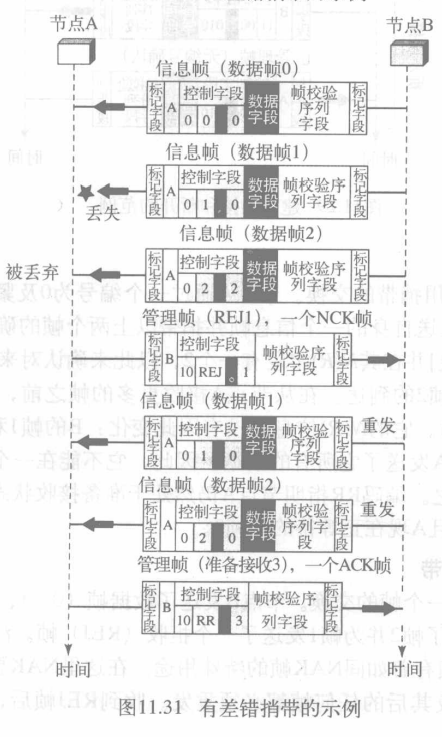 节点A
节点B
信息帧（数据帧0）
标记字段 A 控制字段 0 0 0 数据字段 帧校验序列字段 标记字段
信息帧（数据帧1）
丢失
标记字段 A 控制字段 0 1 0 数据字段 帧校验序列字段 标记字段
信息帧（数据帧2）
被丢弃
标记字段 A 控制字段 0 2 2 数据字段 帧校验序列字段 标记字段
管理帧（REJ1），一个NCK帧
标记字段 B 控制字段 10 REJ 1 帧校验序列字段 标记字段
信息帧（数据帧1）
重发
标记字段 A 控制字段 0 1 0 数据字段 帧校验序列字段 标记字段
信息帧（数据帧2）
重发
标记字段 A 控制字段 0 2 0 数据字段 帧校验序列字段 标记字段
管理帧（准备接收3），一个ACK帧
标记字段 B 控制字段 10 RR 3 帧校验序列字段 标记字段
时间
时间
图11.31 有差错捎带的示例